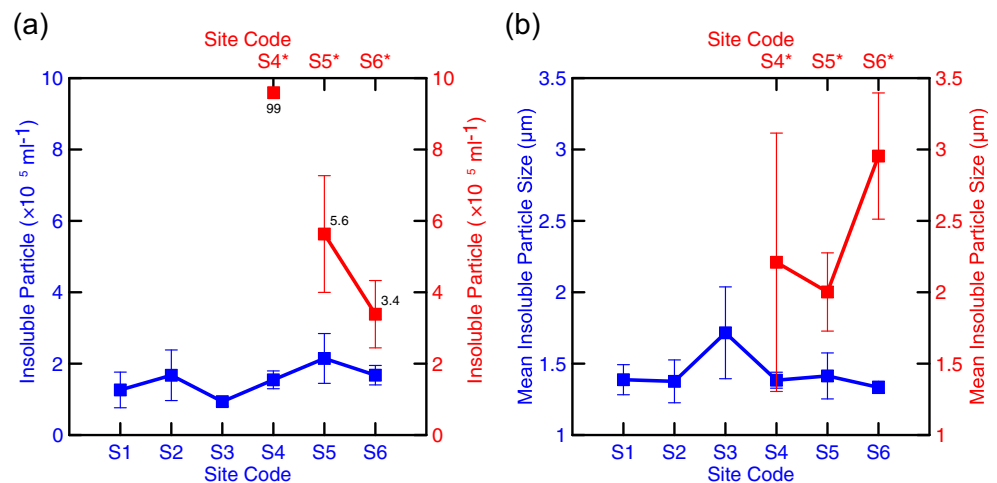 (a)
Site Code
S4* S5* S6*
10
8
6
4
2
0
Insoluble Particle (×10 5 ml-1)
99
5.6
3.4
10
8
6
4
2
0
Insoluble Particle (×10 5 ml-1)
S1 S2 S3 S4 S5 S6
Site Code
(b)
Site Code
S4* S5* S6*
3.5
3
2.5
2
1.5
1
Mean Insoluble Particle Size (μm)
3.5
3
2.5
2
1.5
1
Mean Insoluble Particle Size (μm)
S1 S2 S3 S4 S5 S6
Site Code